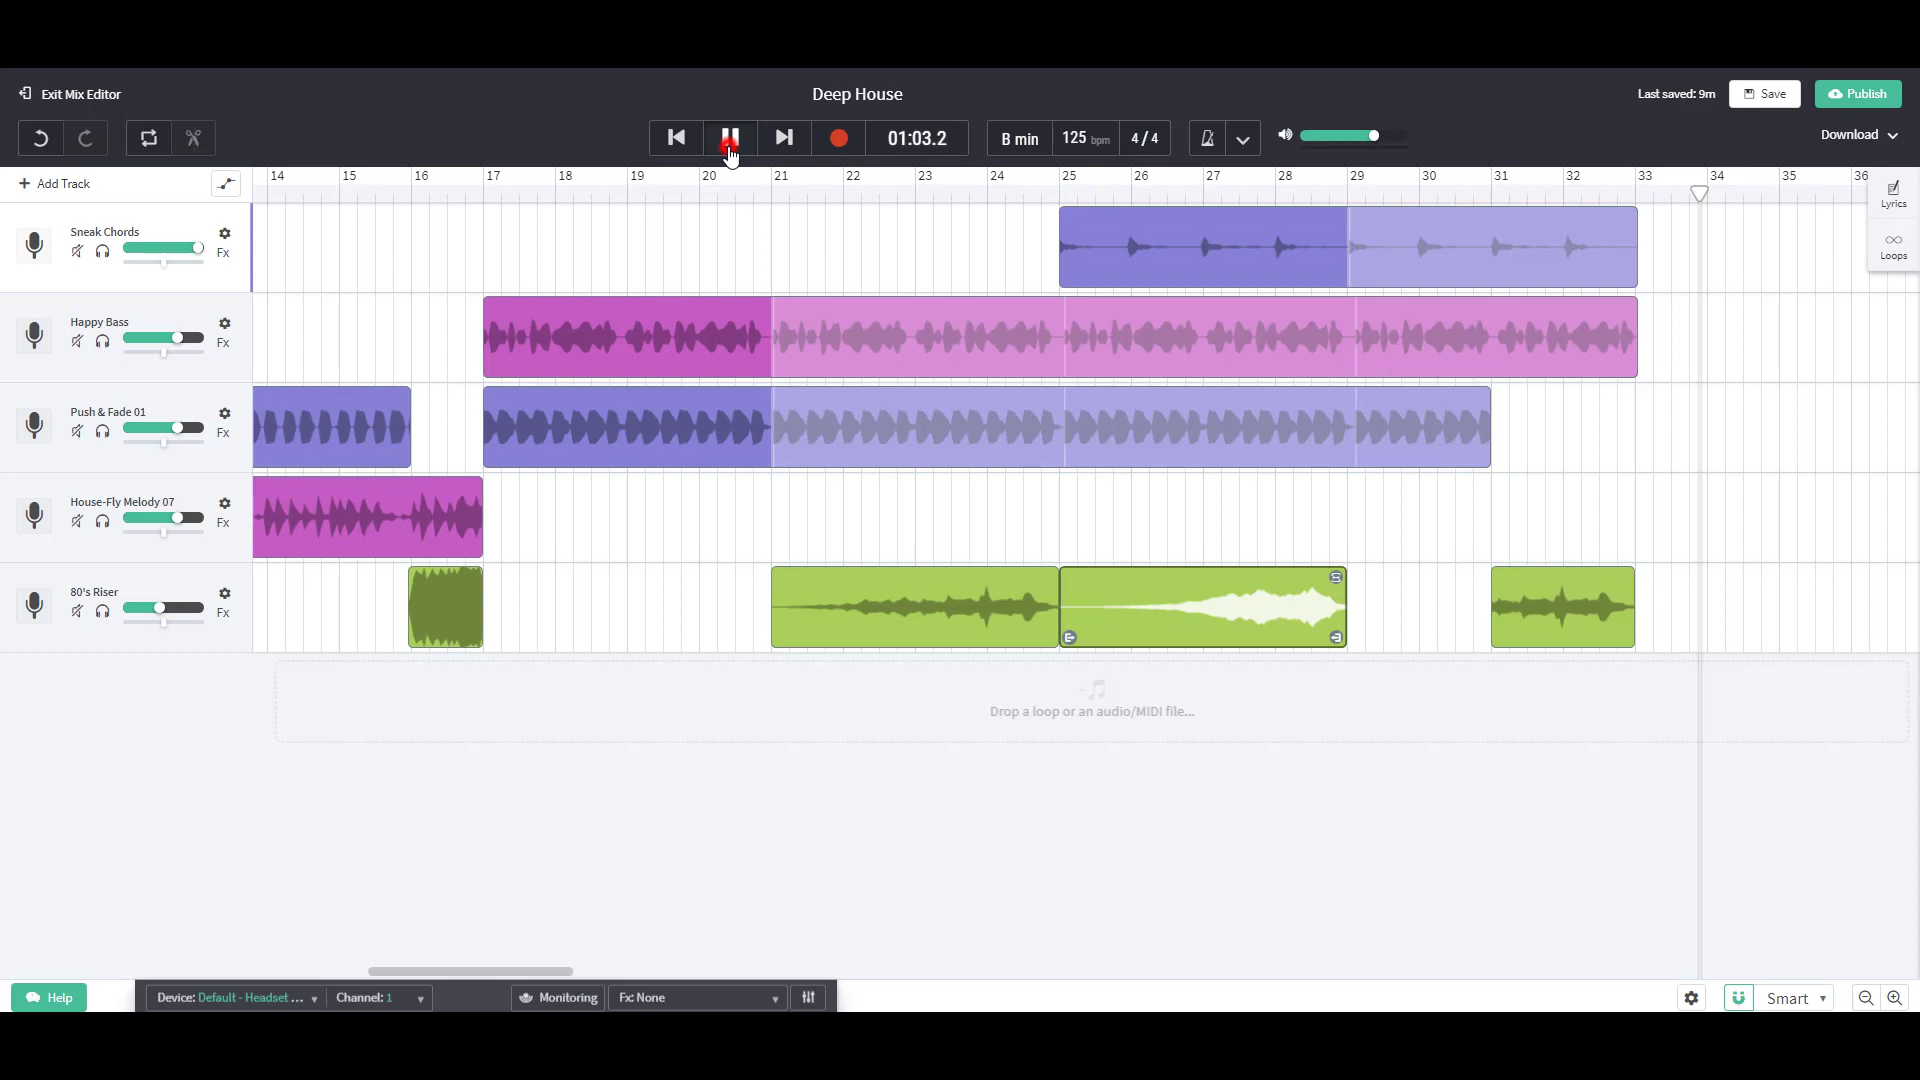 Exit Mix Editor
Deep House
Last saved: 9m
Save
Publish
01:03.2
B min
125 bpm
4 / 4
Download
+ Add Track
14 15 16 17 18 19 20 21 22 23 24 25 26 27 28 29 30 31 32 33 34 35 36
Lyrics
Loops
Sneak Chords
Fx
Happy Bass
Fx
Push & Fade 01
Fx
House-Fly Melody 07
Fx
80's Riser
Fx
Drop a loop or an audio/MIDI file...
Help
Device: Default - Headset ...
Channel: 1
Monitoring
Fx: None
Smart